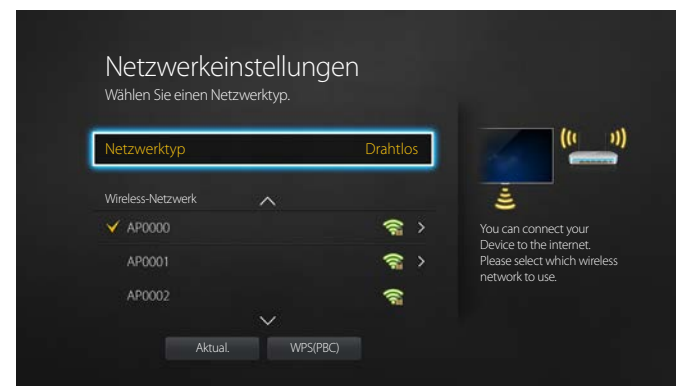 Netzwerkeinstellungen
Wählen Sie einen Netzwerktyp.
Netzwerktyp Drahtlos
Wireless-Netzwerk
AP0000
AP0001
AP0002
Aktual. WPS(PBC)
You can connect your
Device to the internet.
Please select which wireless
network to use.